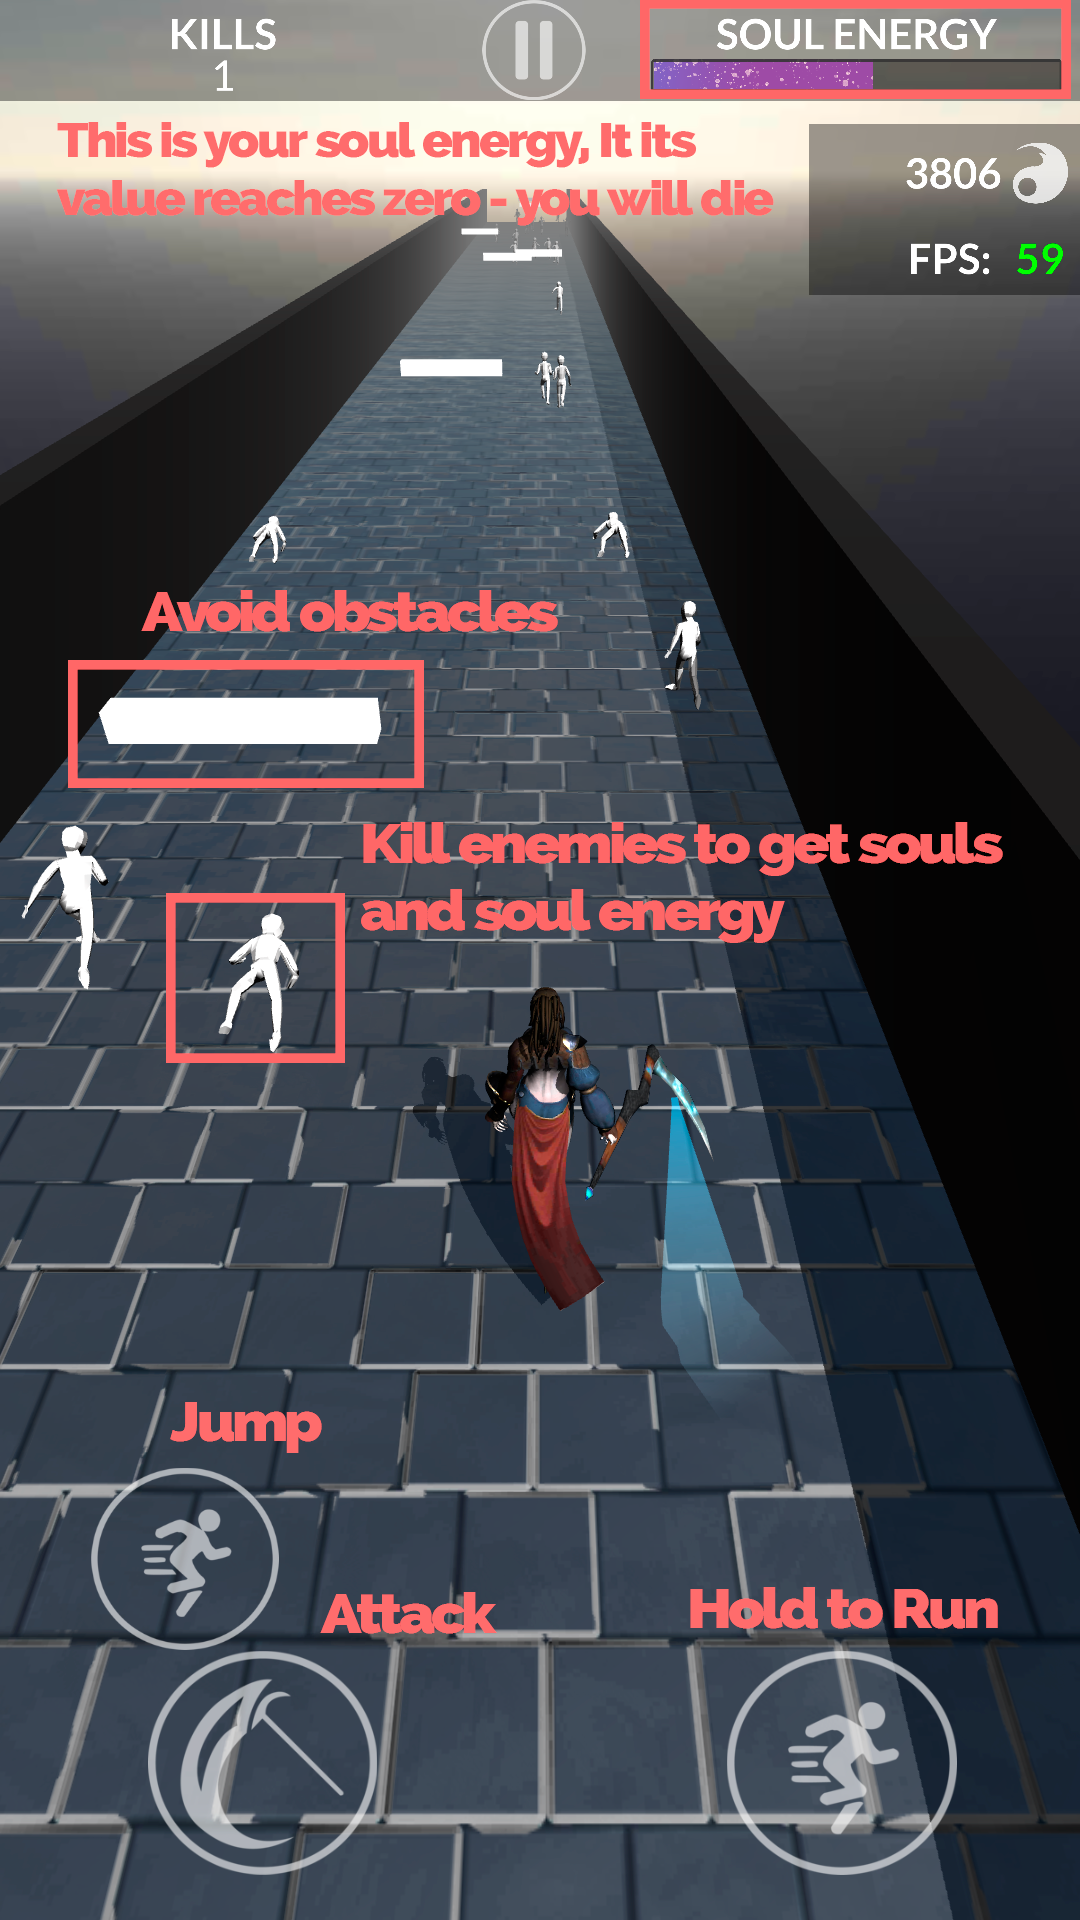 KILLS
1
SOUL ENERGY
This is your soul energy, It its
value reaches zero - you will die
3806
FPS: 59
Avoid obstacles
Kill enemies to get souls
and soul energy
Jump
Attack
Hold to Run